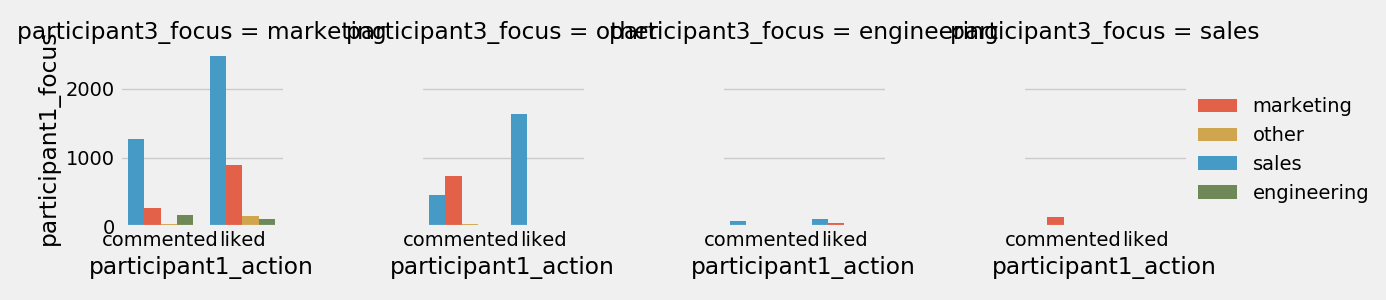 participant3_focus = marketing
participant3_focus = other
participant3_focus = engineering
participant3_focus = sales
participant1_focus
2000
1000
0
commented liked
commented liked
commented liked
commented liked
participant1_action
participant1_action
participant1_action
participant1_action
marketing
other
sales
engineering